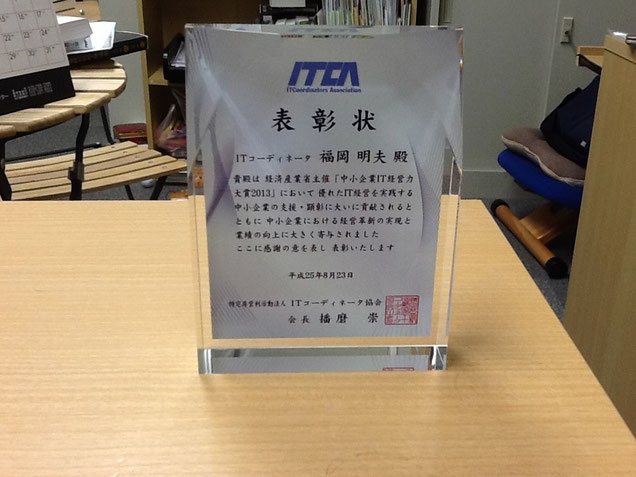 ITCA
ITCoordinators Association
表彰状
ITコーディネータ 福岡 明夫 殿
貴殿は 経済産業省主催「中小企業IT経営力
大賞2013」において 優れたIT経営を実践する
中小企業の支援・顕彰に大いに貢献されると
ともに 中小企業における経営革新の実現と
業績の向上に大きく寄与されました
ここに感謝の意を表し 表彰いたします
平成25年8月23日
特定非営利活動法人 ITコーディネータ協会
会長 播磨 崇